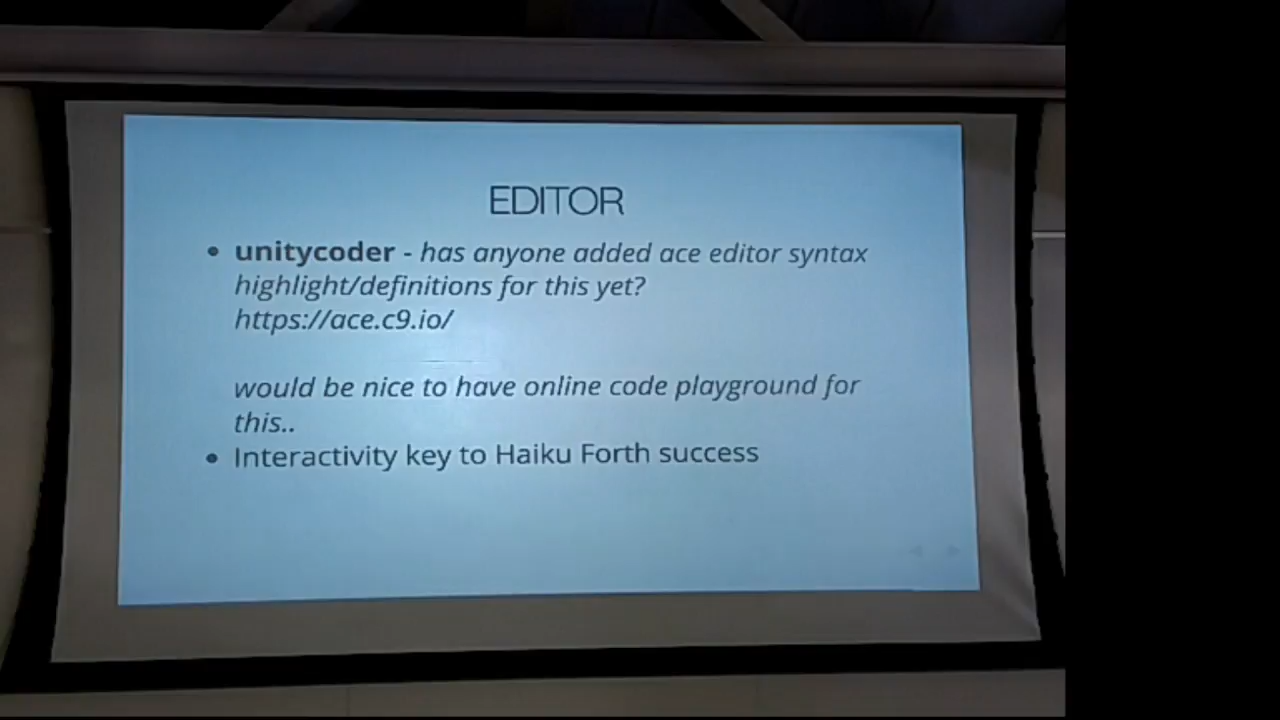 EDITOR
• unitycoder - has anyone added ace editor syntax
highlight/definitions for this yet?
https://ace.c9.io/
would be nice to have online code playground for
this..
• Interactivity key to Haiku Forth success